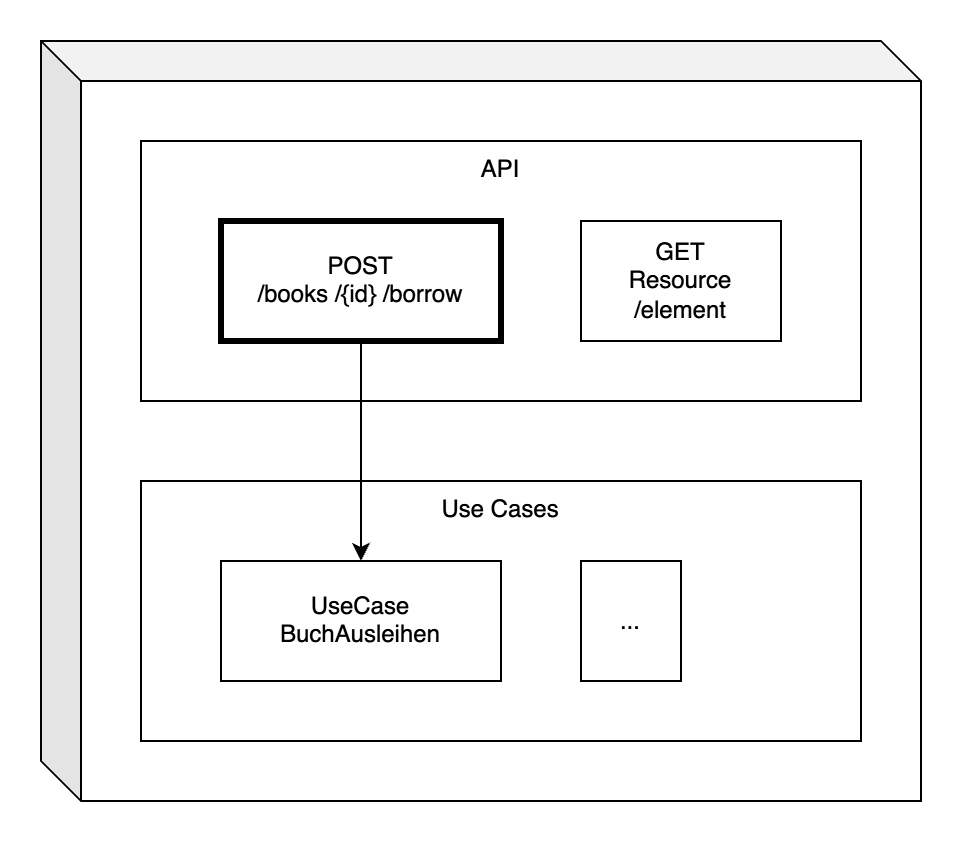 API
POST
/books /{id} /borrow
GET
Resource
/element
Use Cases
UseCase
BuchAusleihen
...